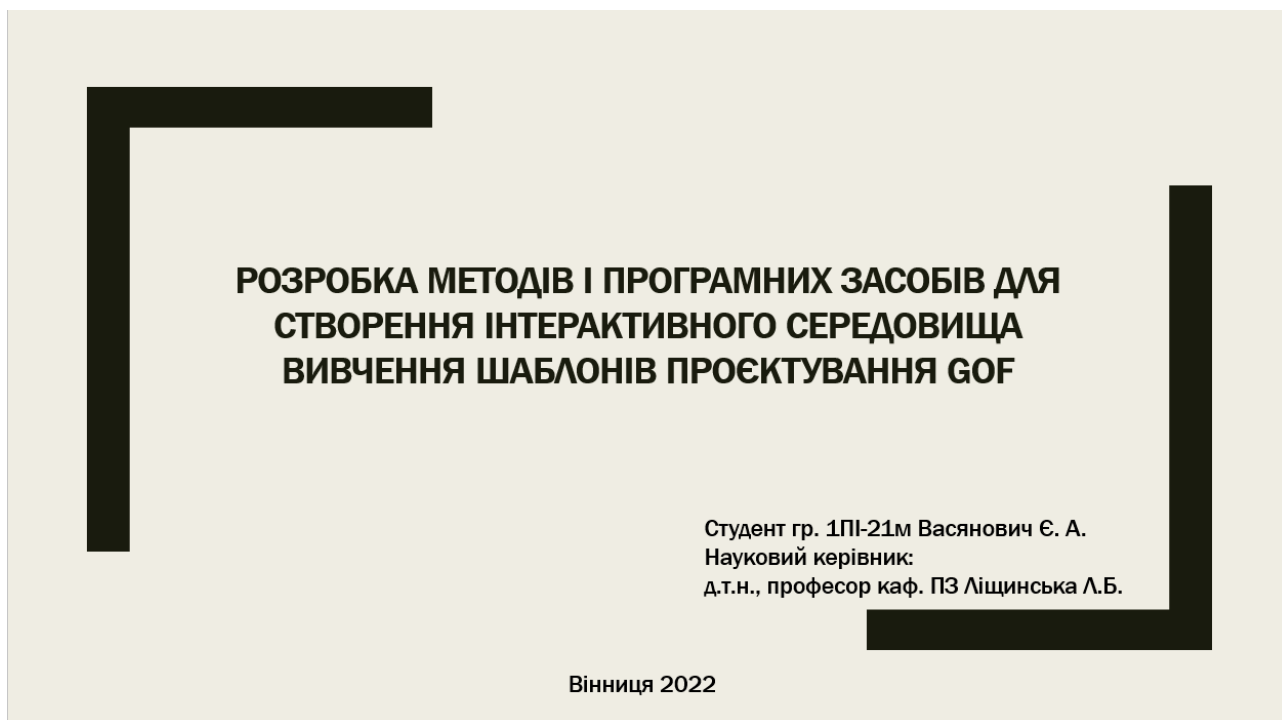 РОЗРОБКА МЕТОДІВ І ПРОГРАМНИХ ЗАСОБІВ ДЛЯ
СТВОРЕННЯ ІНТЕРАКТИВНОГО СЕРЕДОВИЩА
ВИВЧЕННЯ ШАБЛОНІВ ПРОЄКТУВАННЯ GOF
Студент гр. 1ПІ-21м Васянович Є. А.
Науковий керівник:
д.т.н., професор каф. ПЗ Ліщинська Л.Б.
Вінниця 2022